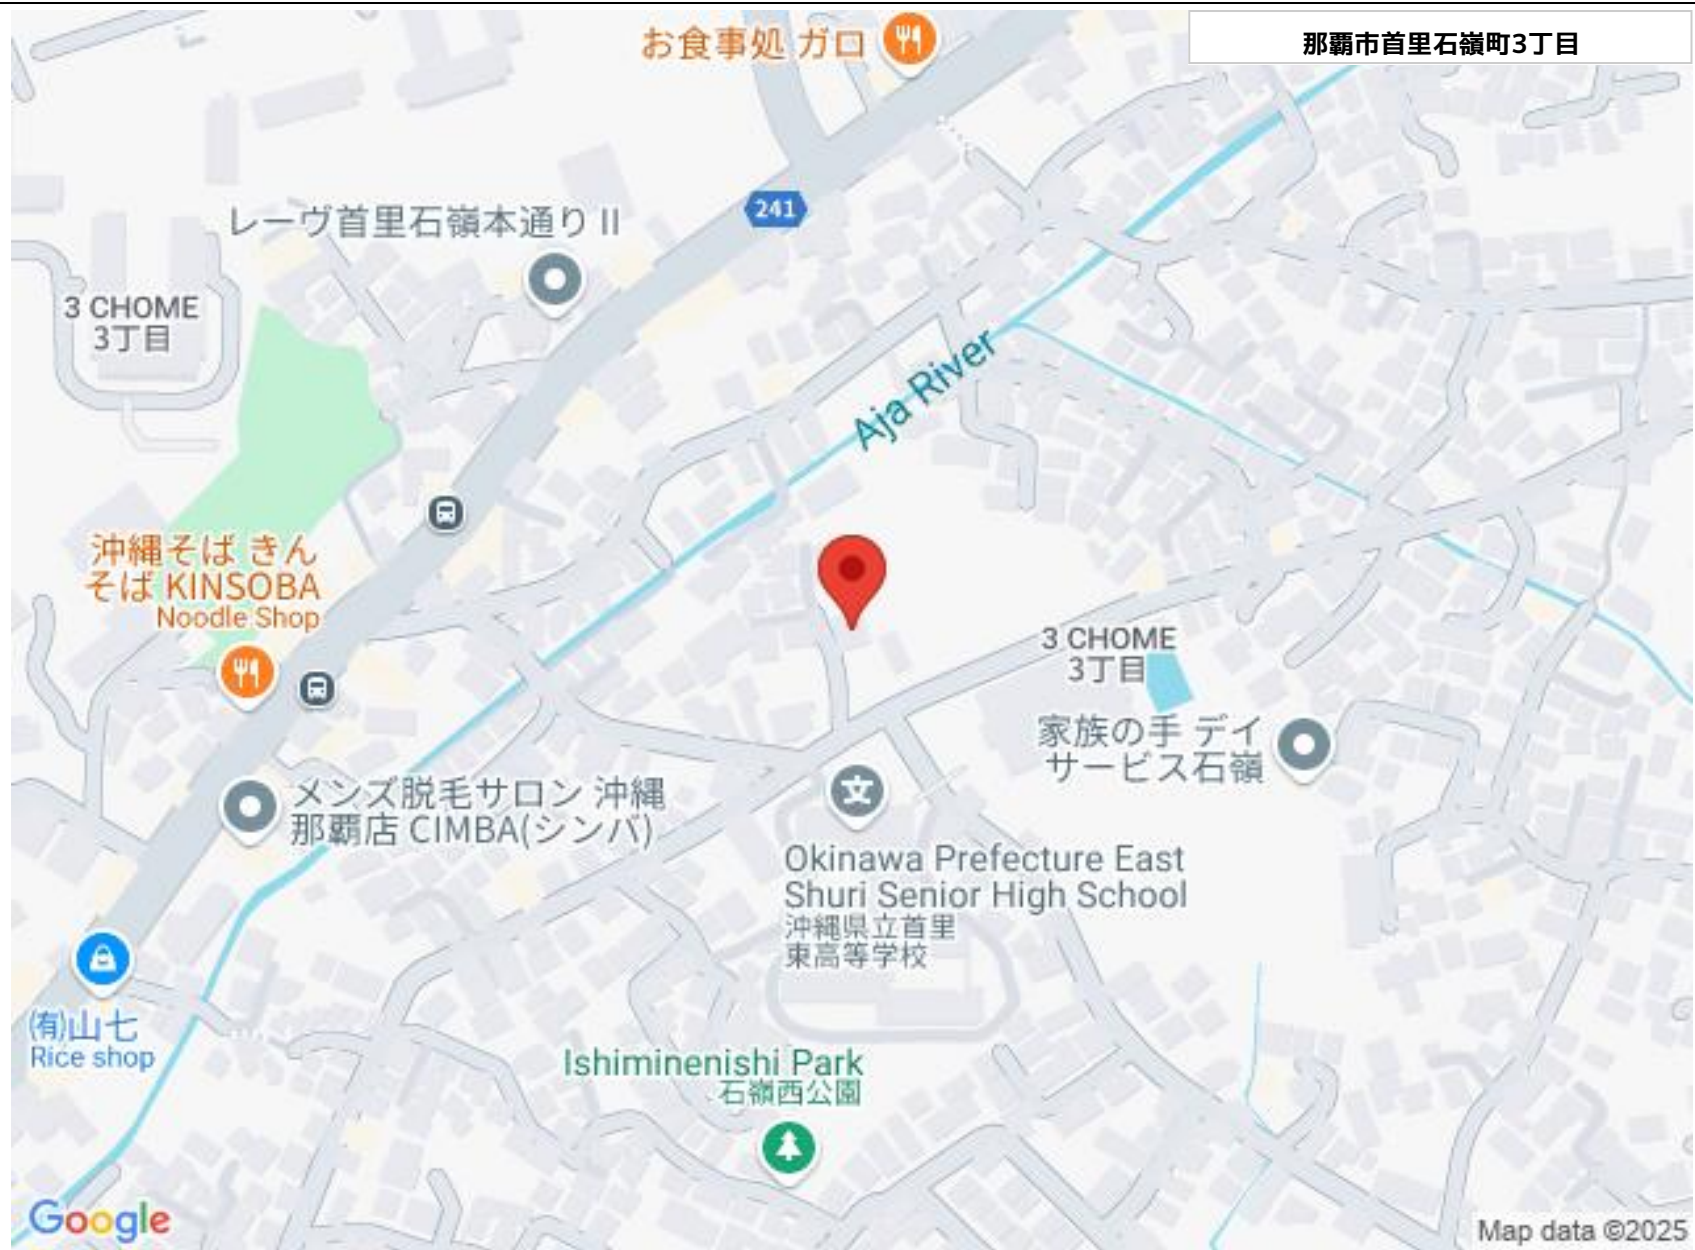 お食事処 ガロ
那覇市首里石嶺町3丁目
241
レーヴ首里石嶺本通り II
3 CHOME
3丁目
Aja River
沖縄そば きん
そば KINSOBA
Noodle Shop
3 CHOME
3丁目
家族の手 デイ
サービス石嶺
メンズ脱毛サロン 沖縄
那覇店 CIMBA(シンバ)
文
Okinawa Prefecture East
Shuri Senior High School
沖縄県立首里
東高等学校
㈲山七
Rice shop
Ishiminenishi Park
石嶺西公園
Google
Map data ©2025